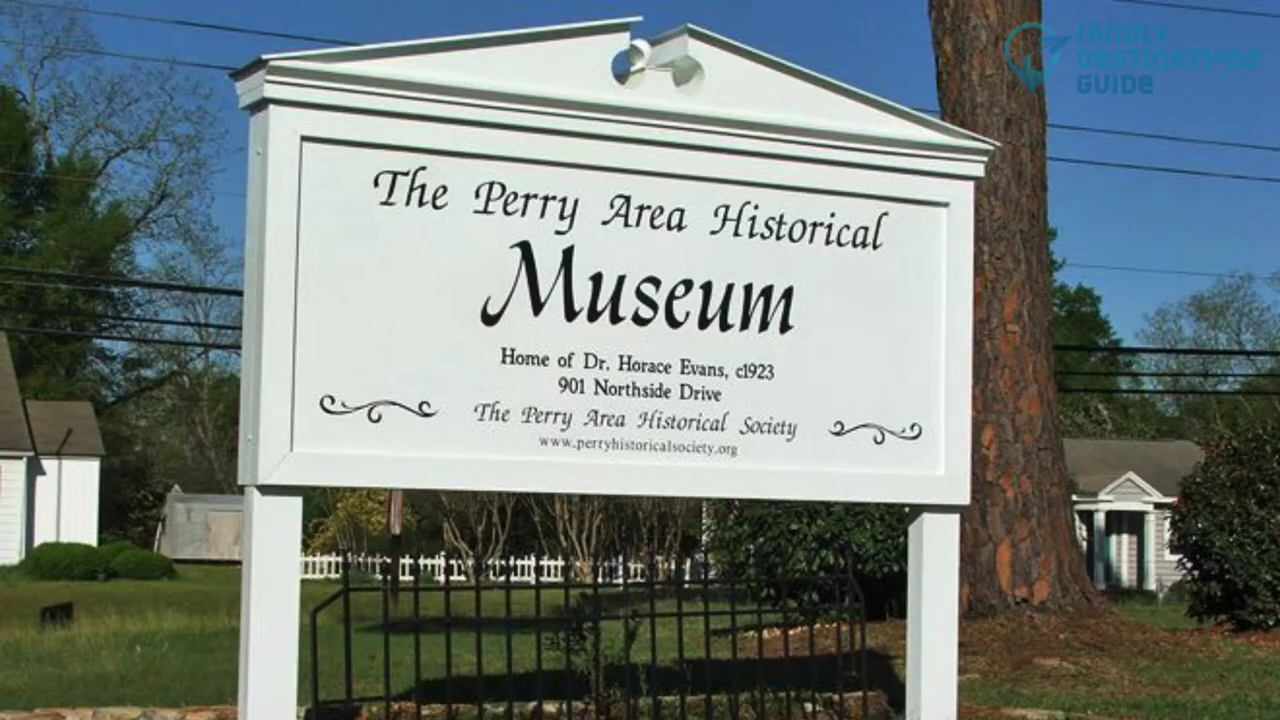 FAMILY
DESTINATIONS
GUIDE
The Perry Area Historical
Museum
Home of Dr. Horace Evans, c1923
901 Northside Drive
The Perry Area Historical Society
www.perryhistoricalsociety.org